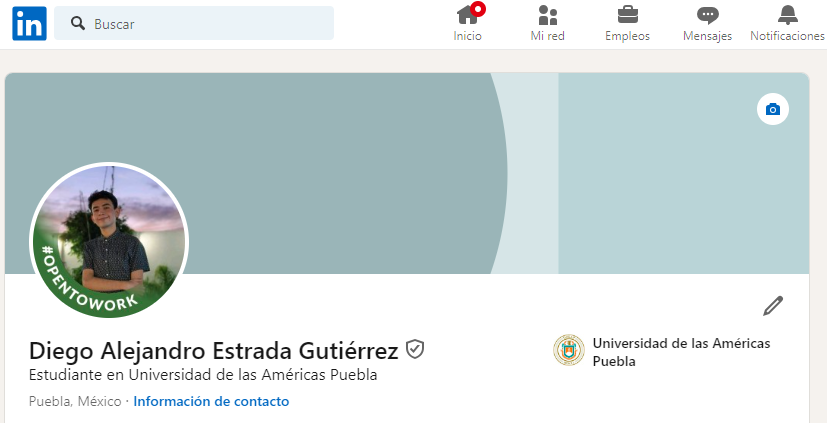 in
Buscar
Inicio
Mi red
Empleos
Mensajes
Notificaciones
#OPENTOWORK
Diego Alejandro Estrada Gutiérrez
Estudiante en Universidad de las Américas Puebla
Puebla, México · Información de contacto
Universidad de las Américas
Puebla